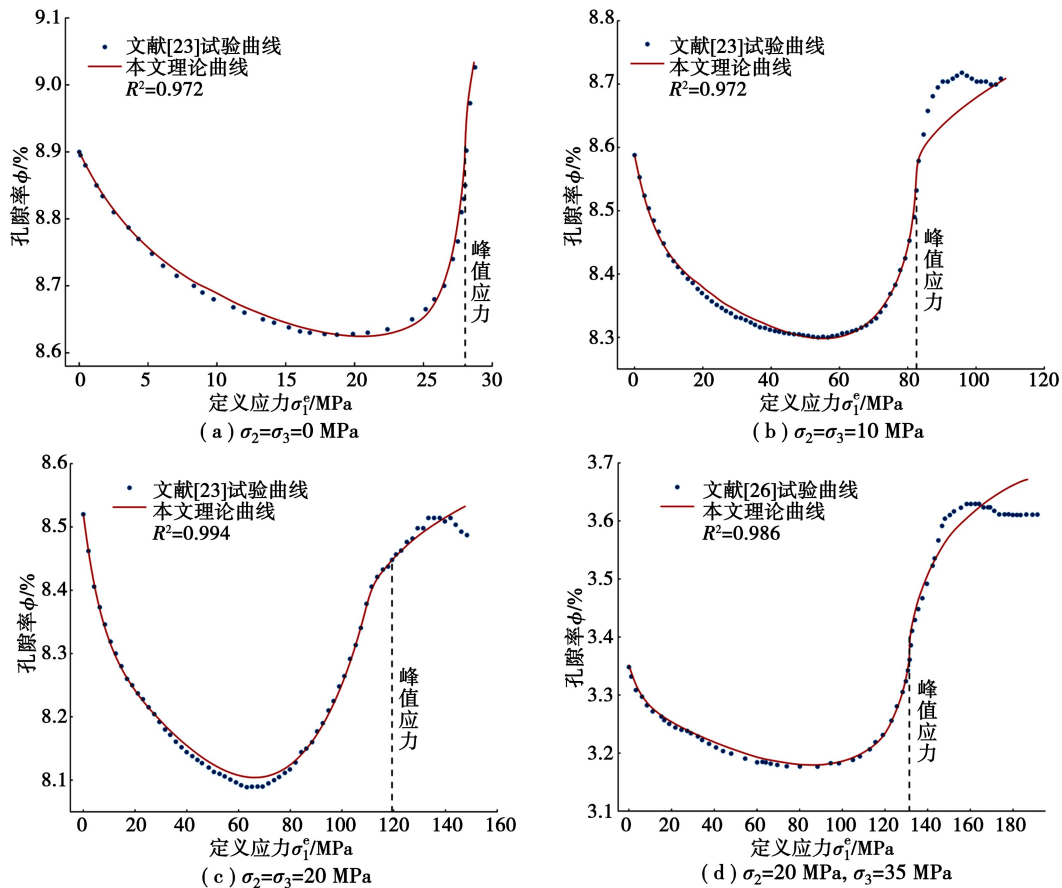 9.1
9.0
8.9
8.8
8.7
8.6
孔隙率ϕ/%
文献[23]试验曲线
本文理论曲线
R²=0.972
峰值应力
0 5 10 15 20 25 30
定义应力σ₁ᵉ/MPa
(a) σ₂=σ₃=0 MPa
8.8
8.7
8.6
8.5
8.4
8.3
孔隙率ϕ/%
文献[23]试验曲线
本文理论曲线
R²=0.972
峰值应力
0 20 40 60 80 100 120
定义应力σ₁ᵉ/MPa
(b) σ₂=σ₃=10 MPa
8.6
8.5
8.4
8.3
8.2
8.1
孔隙率ϕ/%
文献[23]试验曲线
本文理论曲线
R²=0.994
峰值应力
0 20 40 60 80 100 120 140 160
定义应力σ₁ᵉ/MPa
(c) σ₂=σ₃=20 MPa
3.7
3.6
3.5
3.4
3.3
3.2
3.1
孔隙率ϕ/%
文献[26]试验曲线
本文理论曲线
R²=0.986
峰值应力
0 20 40 60 80 100 120 140 160 180
定义应力σ₁ᵉ/MPa
(d) σ₂=20 MPa, σ₃=35 MPa